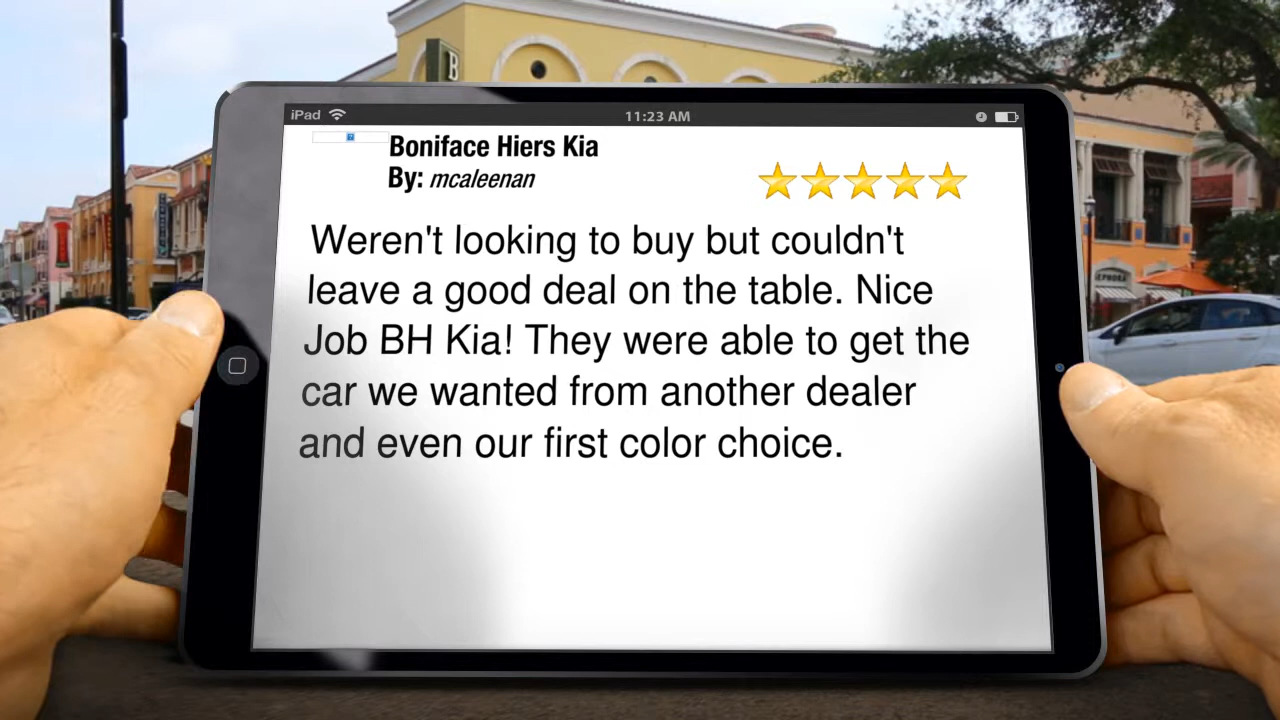 B
iPad
11:23 AM
Boniface Hiers Kia
By: mcaleenan
Weren't looking to buy but couldn't
leave a good deal on the table. Nice
Job BH Kia! They were able to get the
car we wanted from another dealer
and even our first color choice.
SEPHORA